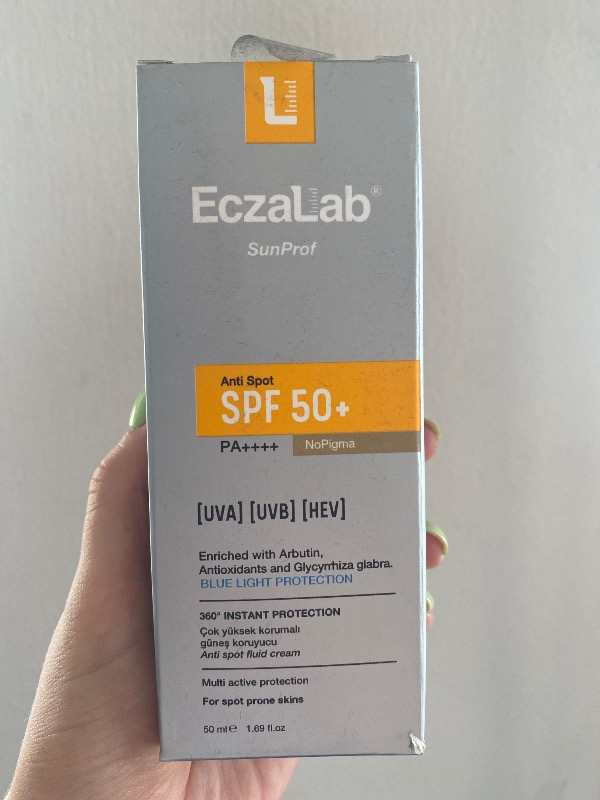 L
EczaLab®
SunProf
Anti Spot
SPF 50+
PA++++ NoPigma
[UVA] [UVB] [HEV]
Enriched with Arbutin,
Antioxidants and Glycyrrhiza glabra.
BLUE LIGHT PROTECTION
360° INSTANT PROTECTION
Çok yüksek korumalı
güneş koruyucu
Anti spot fluid cream
Multi active protection
For spot prone skins
50 ml ℮ 1.69 fl.oz